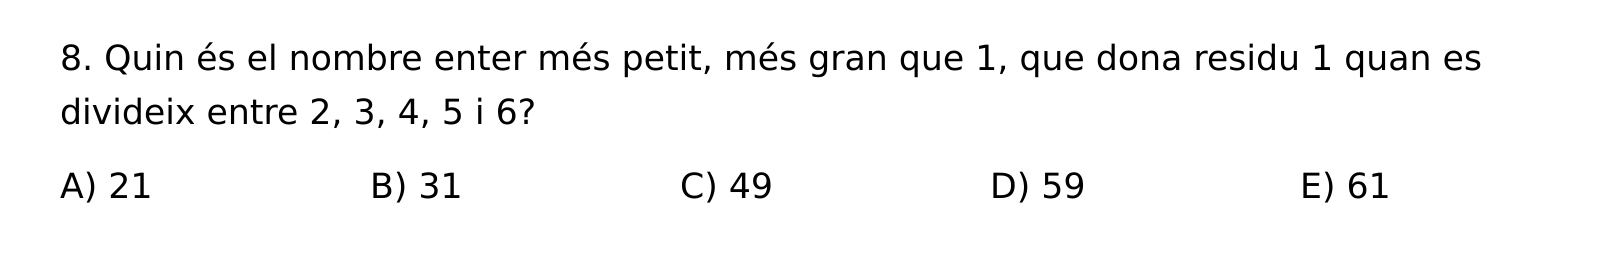 8. Quin és el nombre enter més petit, més gran que 1, que dona residu 1 quan es
divideix entre 2, 3, 4, 5 i 6?
A) 21 B) 31 C) 49 D) 59 E) 61